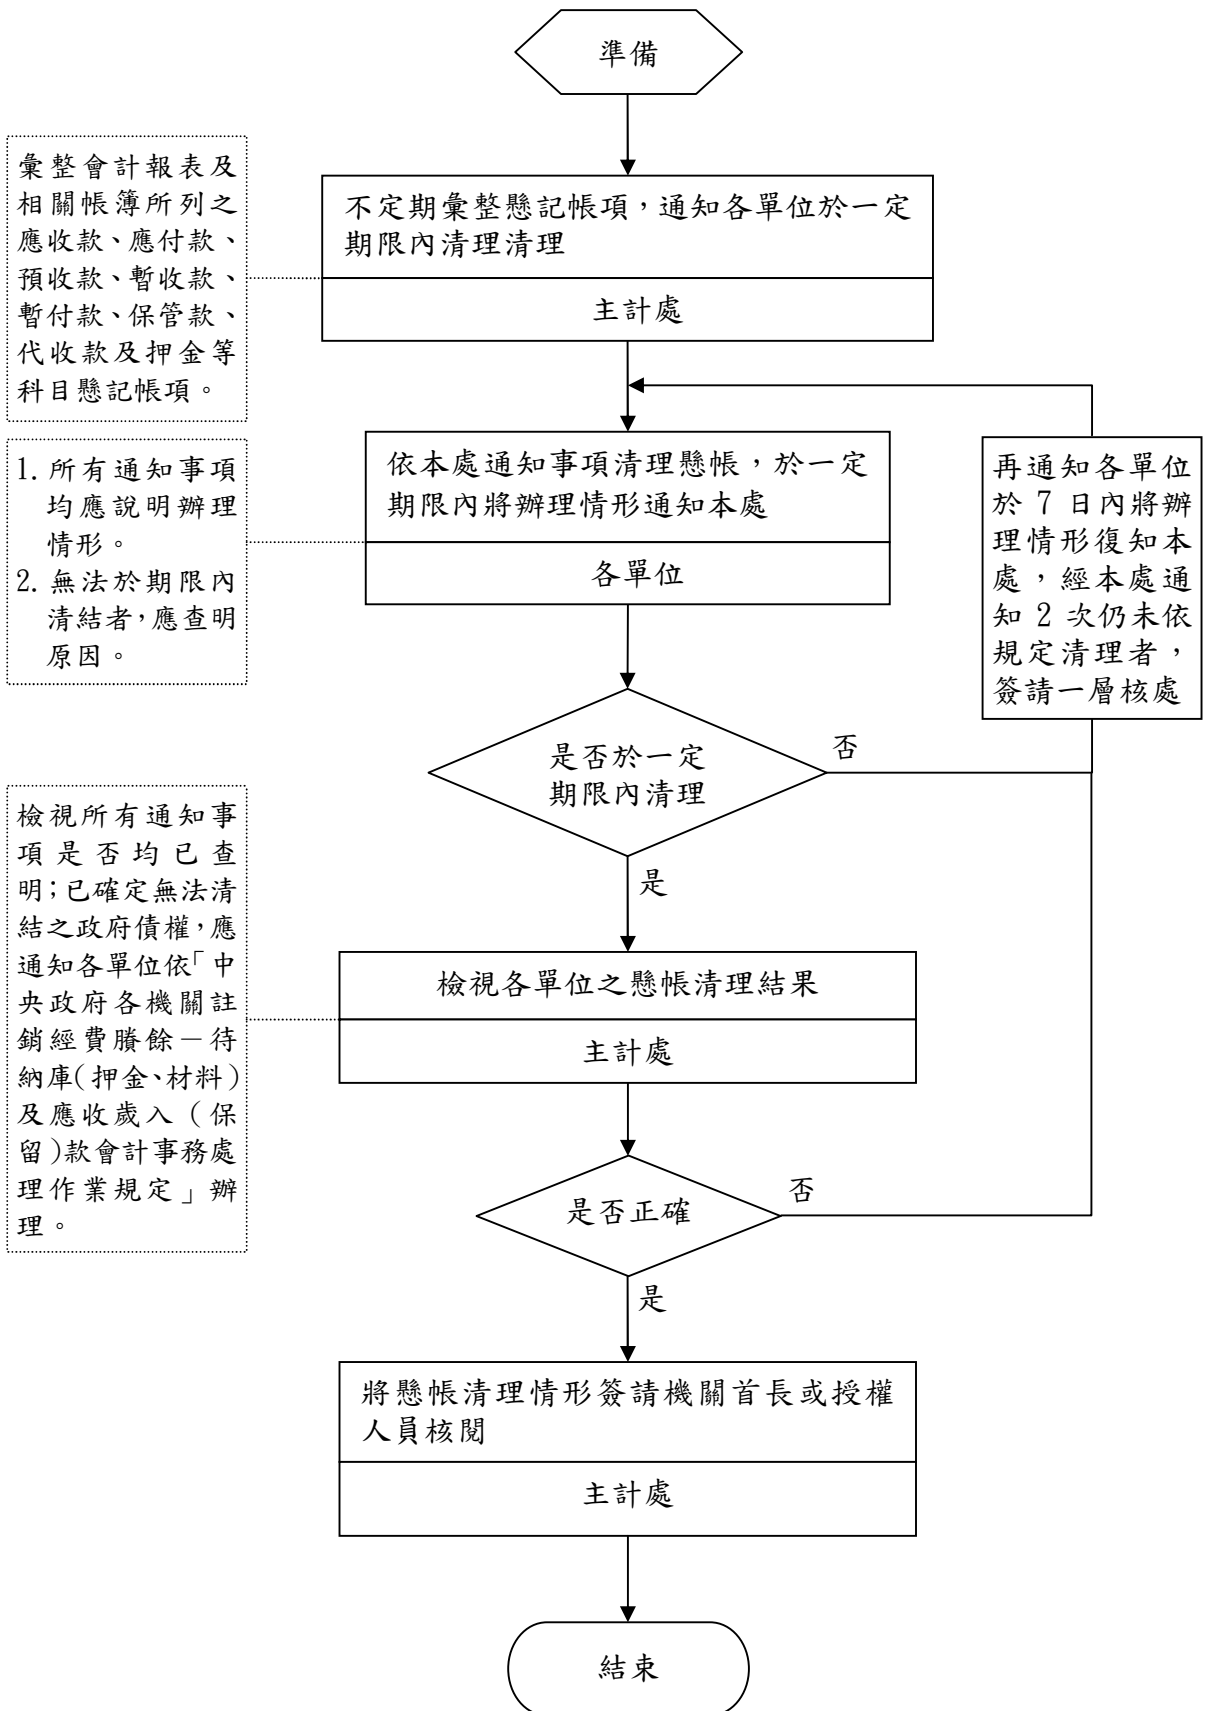 準備
彙整會計報表及
相關帳簿所列之
應收款、應付款、
預收款、暫收款、
暫付款、保管款、
代收款及押金等
科目懸記帳項。
不定期彙整懸記帳項，通知各單位於一定
期限內清理清理
主計處
1. 所有通知事項
均應說明辦理
情形。
2. 無法於期限內
清結者，應查明
原因。
依本處通知事項清理懸帳，於一定
期限內將辦理情形通知本處
各單位
再通知各單位
於 7 日內將辦
理情形復知本
處，經本處通
知 2 次仍未依
規定清理者，
簽請一層核處
是否於一定
期限內清理
否
是
檢視所有通知事
項是否均已查
明；已確定無法清
結之政府債權，應
通知各單位依「中
央政府各機關註
銷經費賸餘－待
納庫（押金、材料）
及應收歲入（保
留）款會計事務處
理作業規定」辦
理。
檢視各單位之懸帳清理結果
主計處
是否正確
否
是
將懸帳清理情形簽請機關首長或授權
人員核閱
主計處
結束